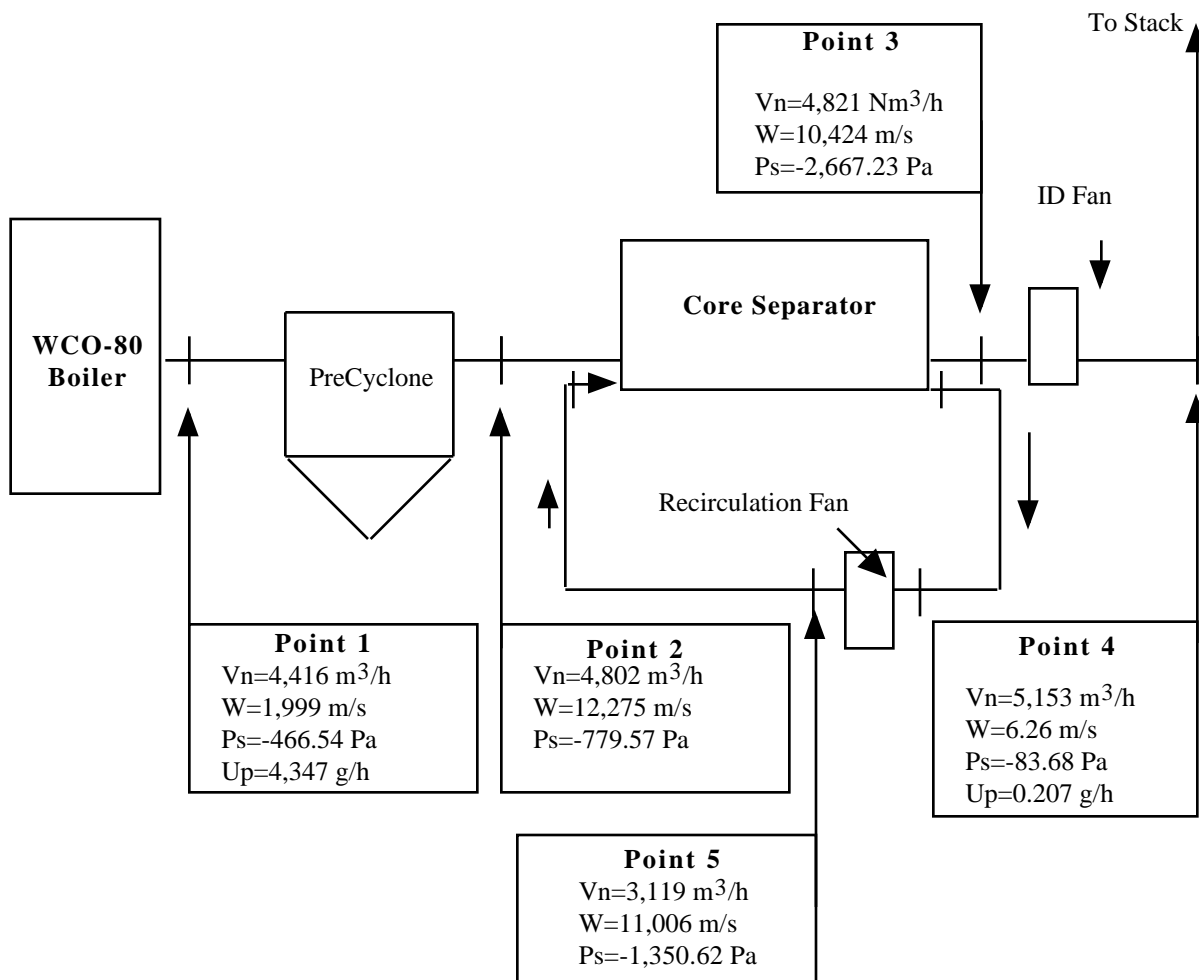 To Stack
Point 3
Vn=4,821 Nm3/h
W=10,424 m/s
Ps=-2,667.23 Pa
ID Fan
Core Separator
WCO-80
Boiler
PreCyclone
Recirculation Fan
Point 1
Vn=4,416 m3/h
W=1,999 m/s
Ps=-466.54 Pa
Up=4,347 g/h
Point 2
Vn=4,802 m3/h
W=12,275 m/s
Ps=-779.57 Pa
Point 4
Vn=5,153 m3/h
W=6.26 m/s
Ps=-83.68 Pa
Up=0.207 g/h
Point 5
Vn=3,119 m3/h
W=11,006 m/s
Ps=-1,350.62 Pa